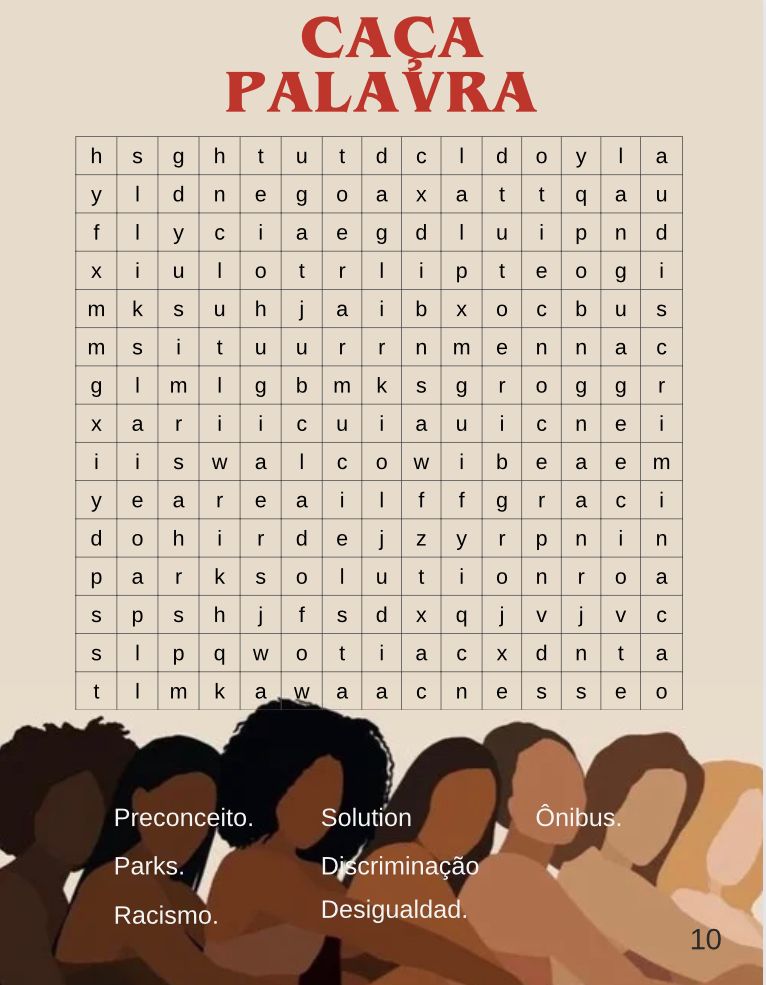 CAÇA
PALAVRA
h s g h t u t d c l d o y l a
y l d n e g o a x a t t q a u
f l y c i a e g d l u i p n d
x i u l o t r l i p t e o g i
m k s u h j a i b x o c b u s
m s i t u u r r n m e n n a c
g l m l g b m k s g r o g g r
x a r i i c u i a u i c n e i
i i s w a l c o w i b e a e m
y e a r e a i l f f g r a c i
d o h i r d e j z y r p n i n
p a r k s o l u t i o n r o a
s p s h j f s d x q j v j v c
s l p q w o t i a c x d n t a
t l m k a w a a c n e s s e o
Preconceito. Solution Ônibus.
Parks. Discriminação
Racismo. Desigualdad.
10